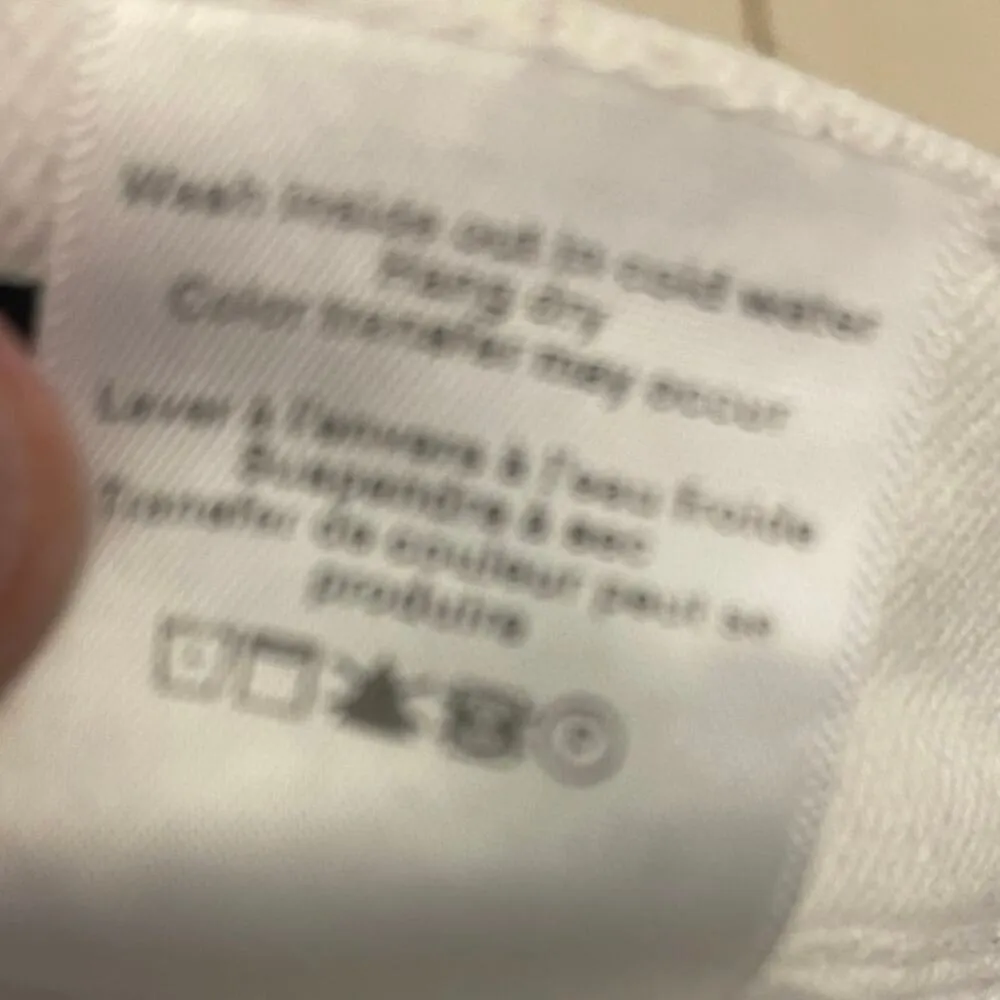 Wash inside out in cold water
Hang dry
Color transfer may occur
Laver à l'envers à l'eau froide
Suspendre à sec
Transfer de couleur peut se
produire